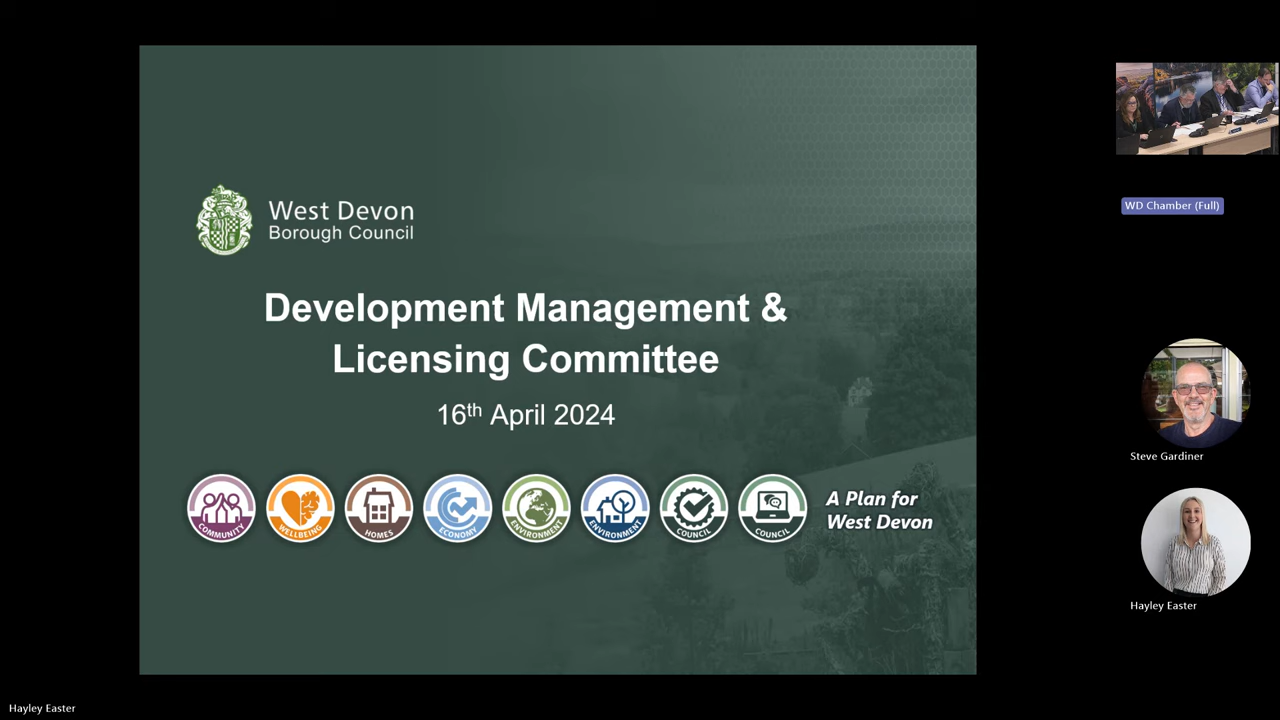 West Devon
Borough Council
Development Management &
Licensing Committee
16th April 2024
COMMUNITY
WELLBEING
HOMES
ECONOMY
ENVIRONMENT
ENVIRONMENT
COUNCIL
COUNCIL
A Plan for
West Devon
WD Chamber (Full)
Steve Gardiner
Hayley Easter
Hayley Easter